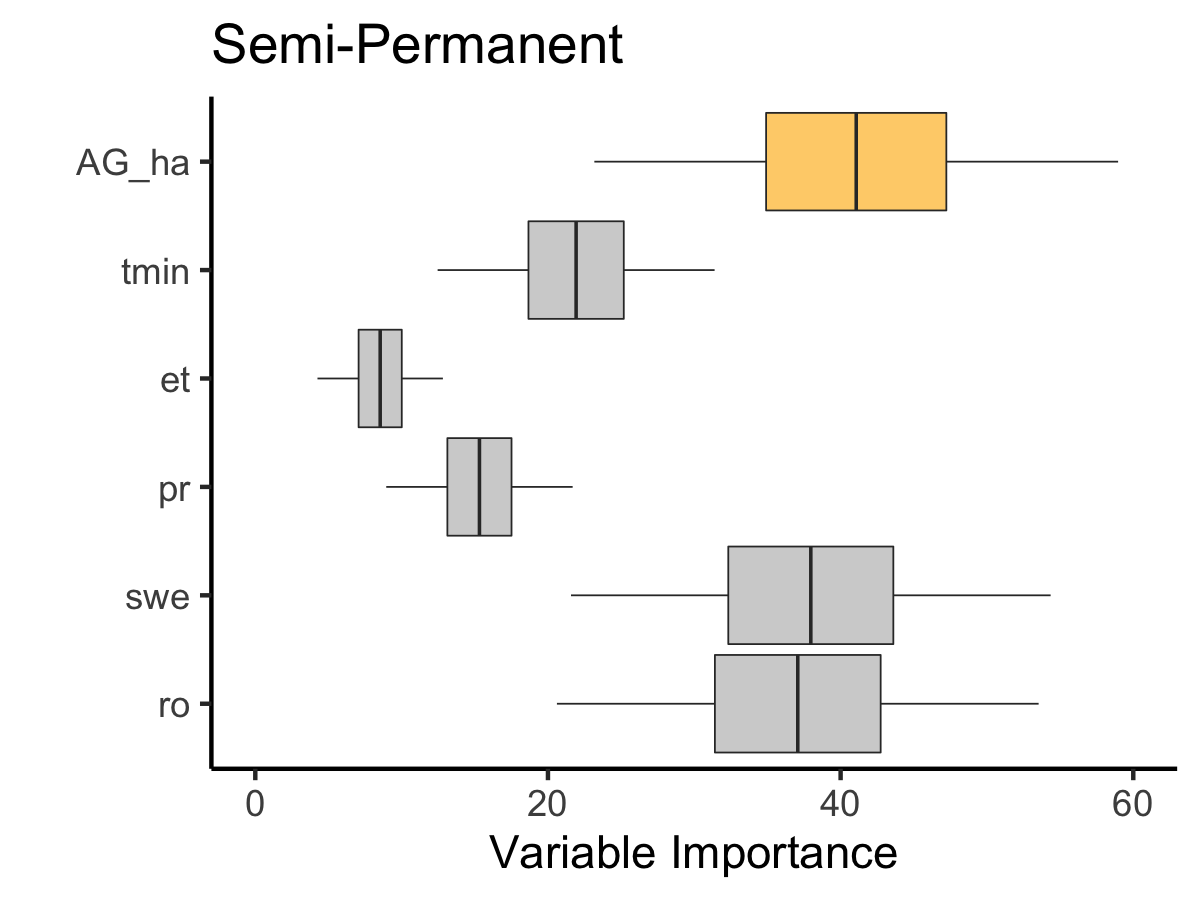 Semi-Permanent
AG_ha
tmin
et
pr
swe
ro
0 20 40 60
Variable Importance